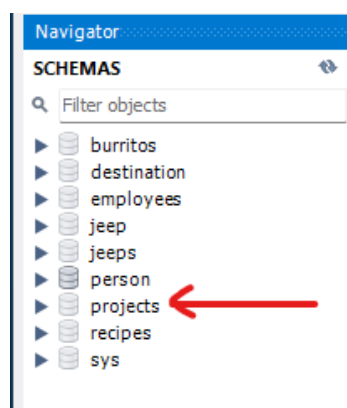 Navigator
SCHEMAS
Filter objects
burritos
destination
employees
jeep
jeeps
person
projects
recipes
sys